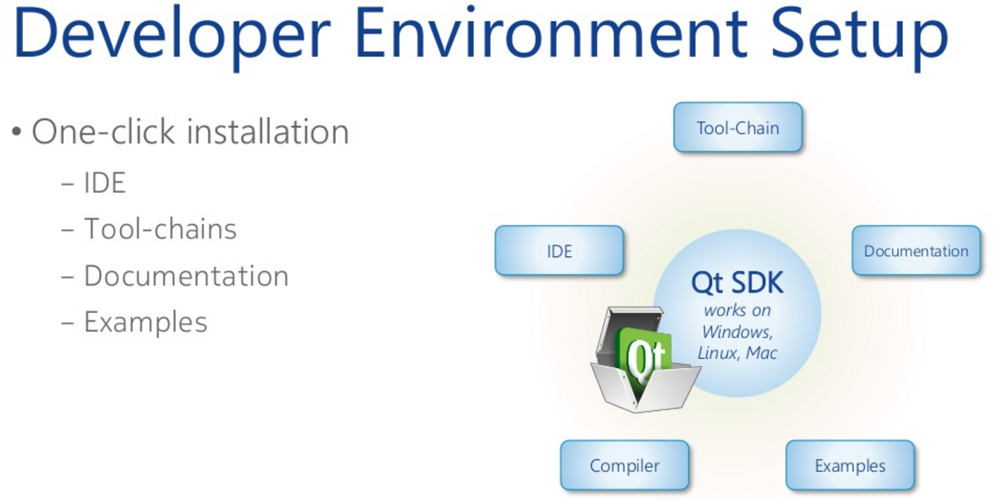 Developer Environment Setup
• One-click installation
– IDE
– Tool-chains
– Documentation
– Examples
Tool-Chain
IDE
Documentation
Qt SDK
works on
Windows,
Linux, Mac
Qt
Compiler
Examples